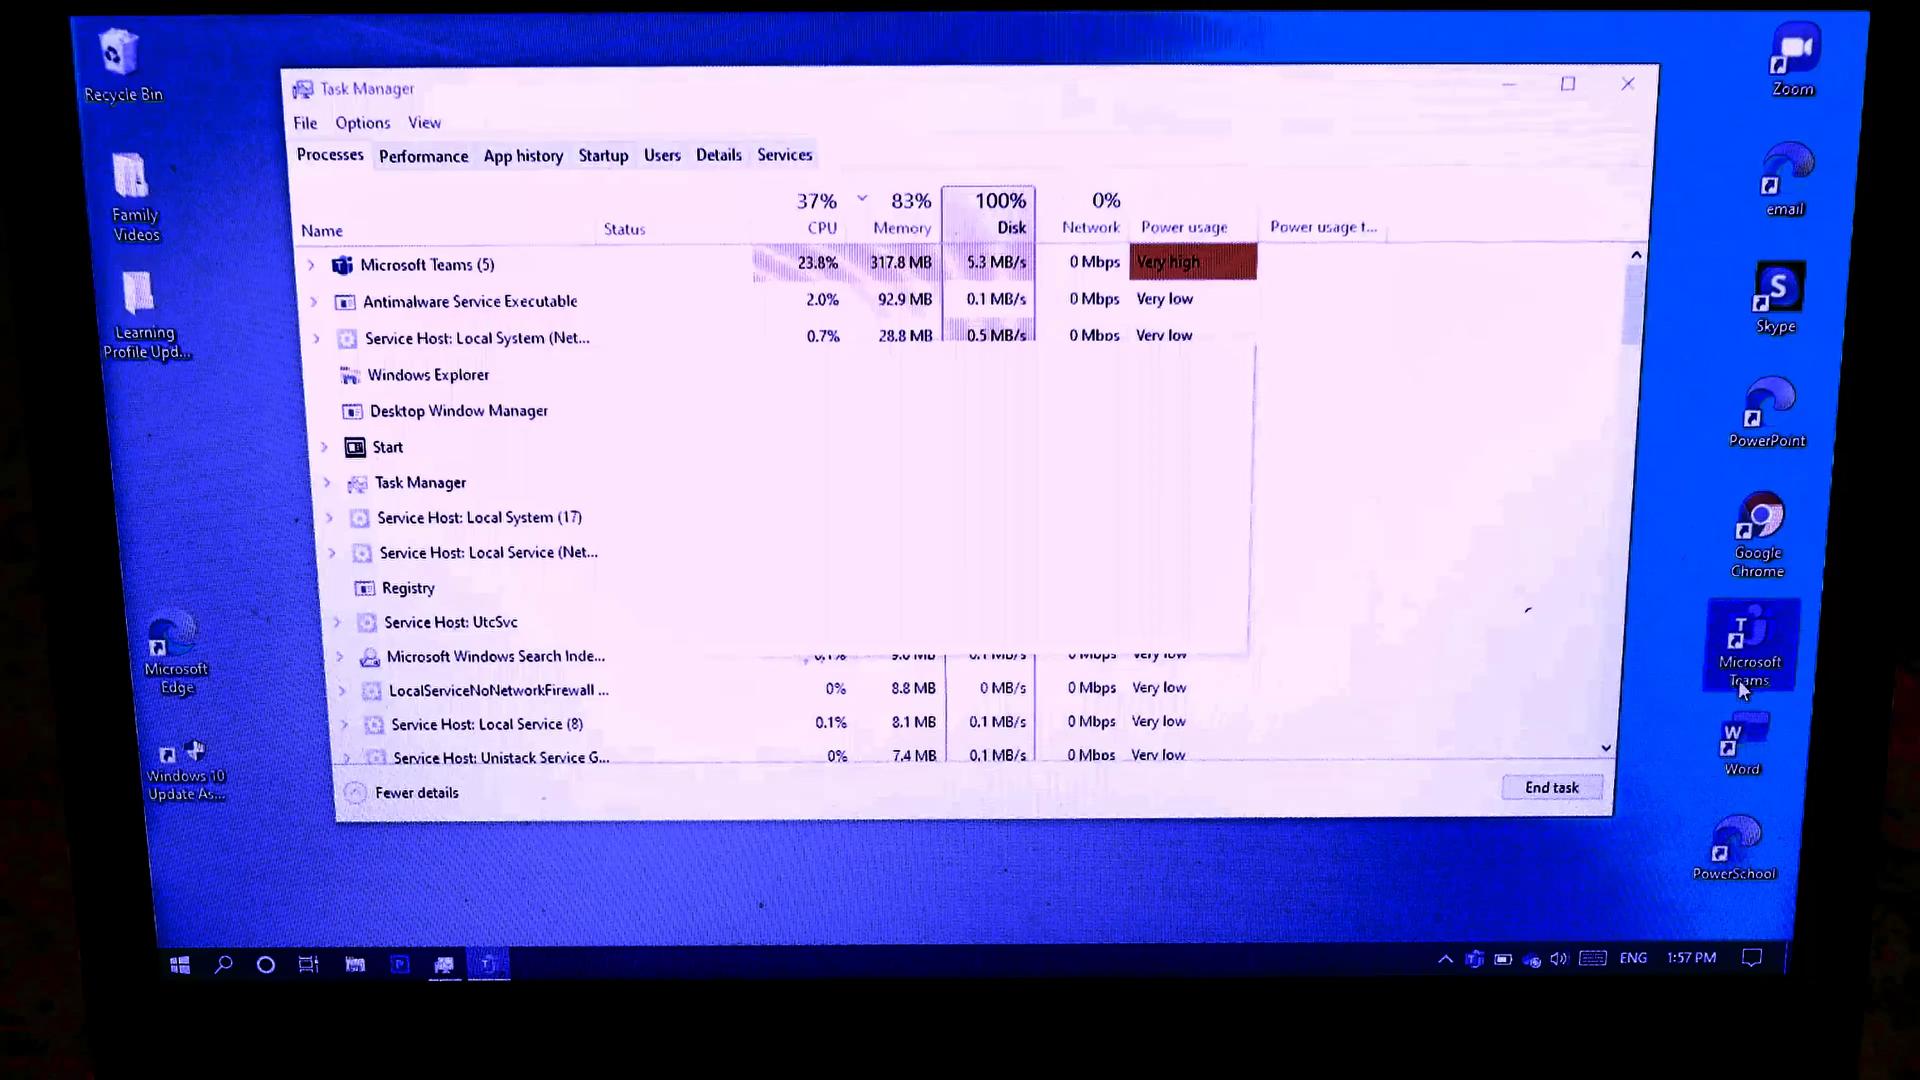 Recycle Bin
Family
Videos
Learning
Profile Upd...
Microsoft
Edge
Windows 10
Update As...
Task Manager
File Options View
Processes Performance App history Startup Users Details Services
37% 83% 100% 0%
Name Status CPU Memory Disk Network Power usage Power usage t...
Microsoft Teams (5) 23.8% 317.8 MB 5.3 MB/s 0 Mbps Very high
Antimalware Service Executable 2.0% 92.9 MB 0.1 MB/s 0 Mbps Very low
Service Host: Local System (Net... 0.7% 28.8 MB 0.5 MB/s 0 Mbps Very low
Windows Explorer
Desktop Window Manager
Start
Task Manager
Service Host: Local System (17)
Service Host: Local Service (Net...
Registry
Service Host: UtcSvc
Microsoft Windows Search Inde... 0.1 MB/s 0 Mbps Very low
LocalServiceNoNetworkFirewall ... 0% 8.8 MB 0 MB/s 0 Mbps Very low
Service Host: Local Service (8) 0.1% 8.1 MB 0.1 MB/s 0 Mbps Very low
Service Host: Unistack Service G... 0% 7.4 MB 0.1 MB/s 0 Mbps Very low
Fewer details
End task
Zoom
email
S
Skype
PowerPoint
Google
Chrome
T
Microsoft
Teams
W
Word
PowerSchool
ENG 1:57 PM